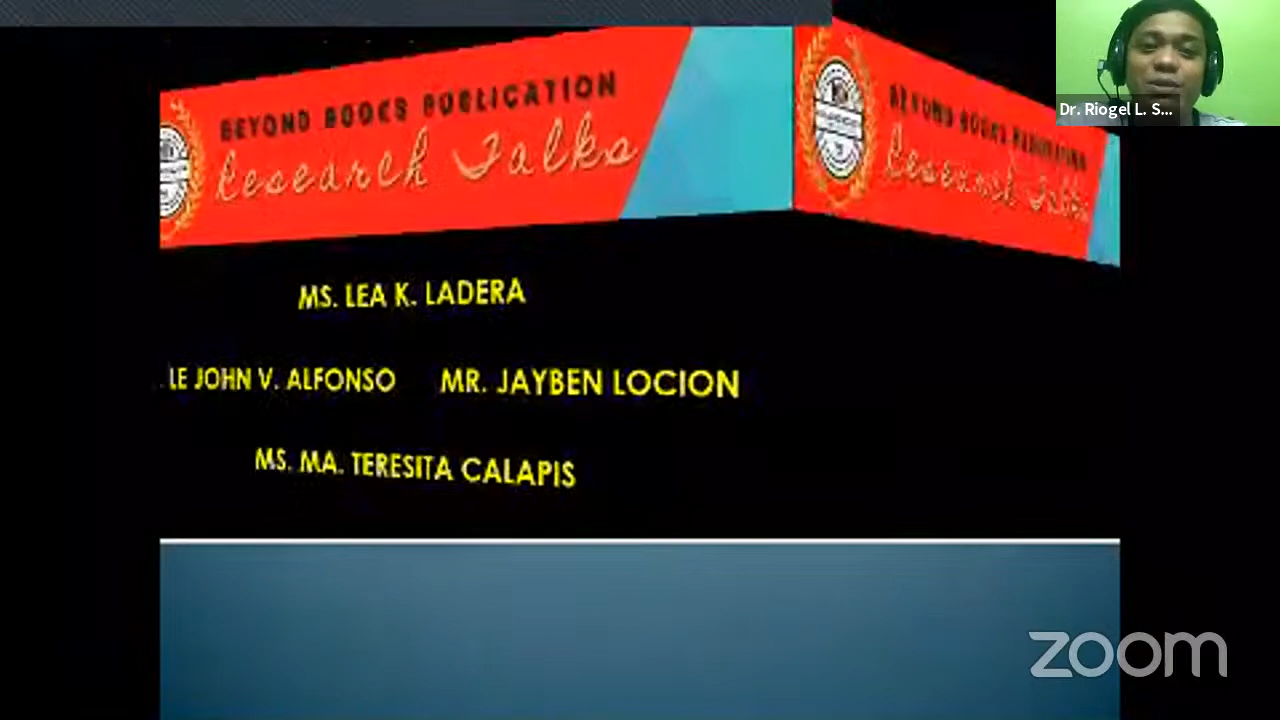 BEYOND BOOKS PUBLICATION
Research Talks
BEYOND BOOKS PUBLICATION
Research Talks
Dr. Riogel L. S...
MS. LEA K. LADERA
LE JOHN V. ALFONSO MR. JAYBEN LOCION
MS. MA. TERESITA CALAPIS
zoom